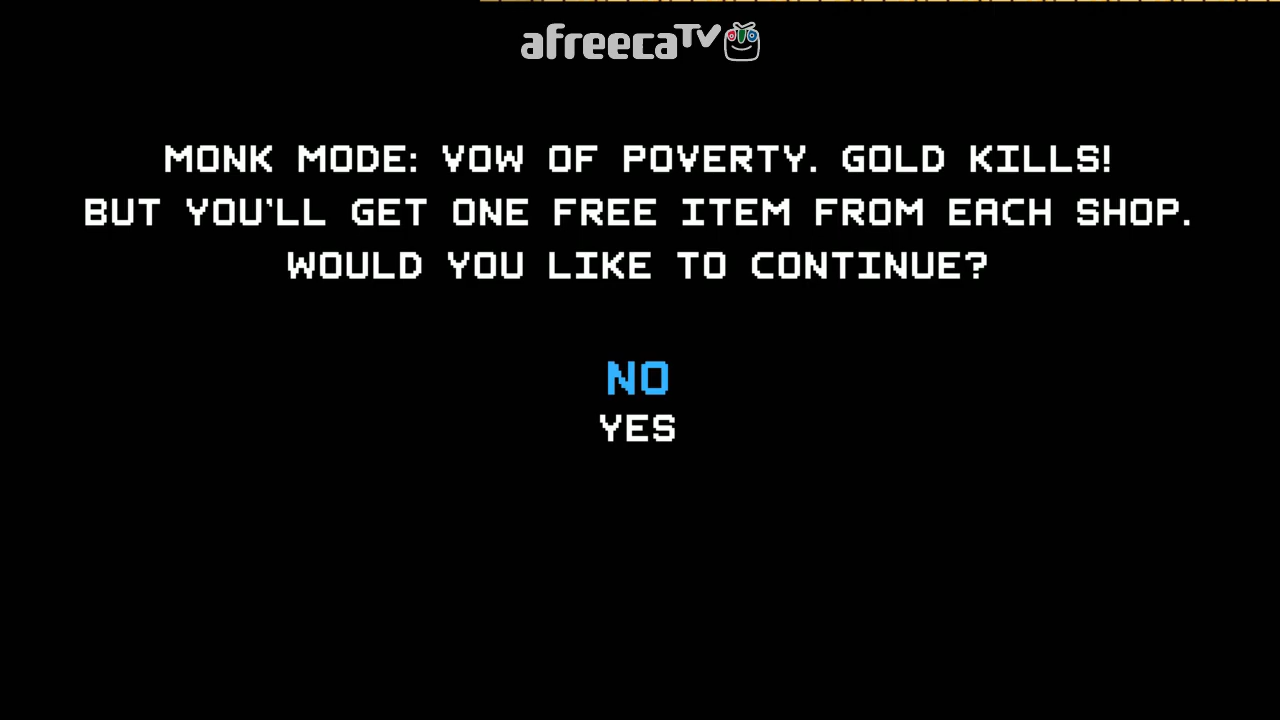 afreecaTV
MONK MODE: VOW OF POVERTY. GOLD KILLS!
BUT YOU'LL GET ONE FREE ITEM FROM EACH SHOP.
WOULD YOU LIKE TO CONTINUE?
NO
YES